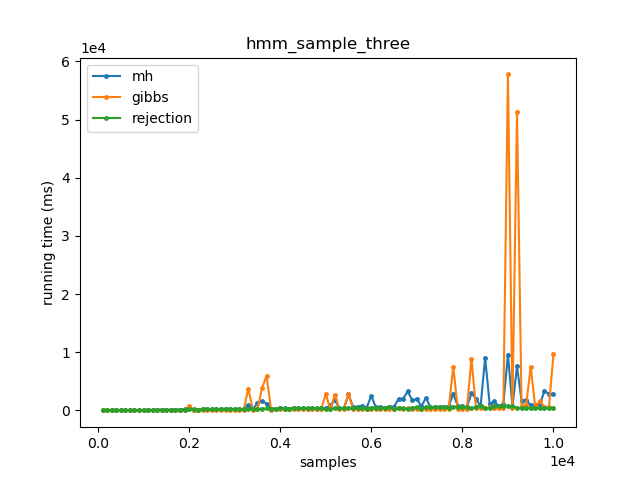 hmm_sample_three
1e4
6
5
4
3
2
1
0
running time (ms)
mh
gibbs
rejection
0.0 0.2 0.4 0.6 0.8 1.0
samples
1e4